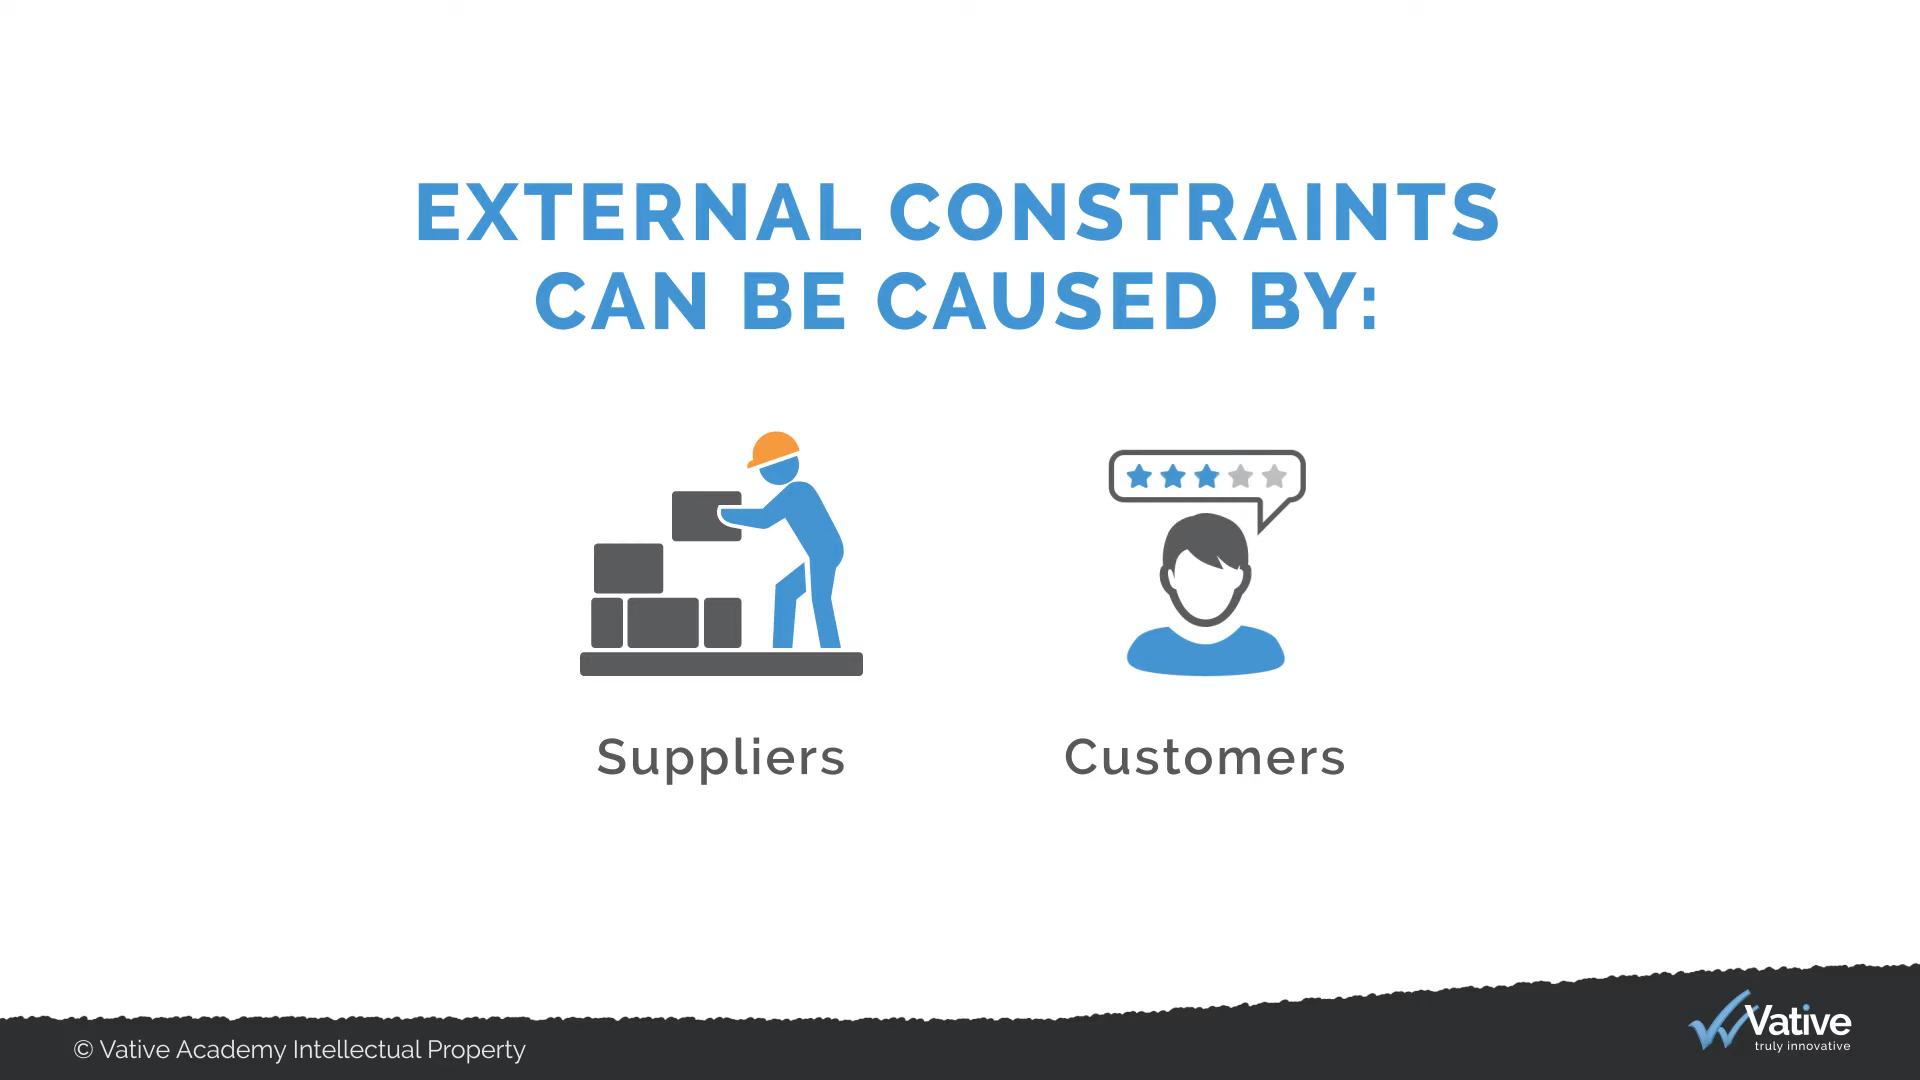 EXTERNAL CONSTRAINTS
CAN BE CAUSED BY:
Suppliers
Customers
© Vative Academy Intellectual Property
Vative
truly innovative